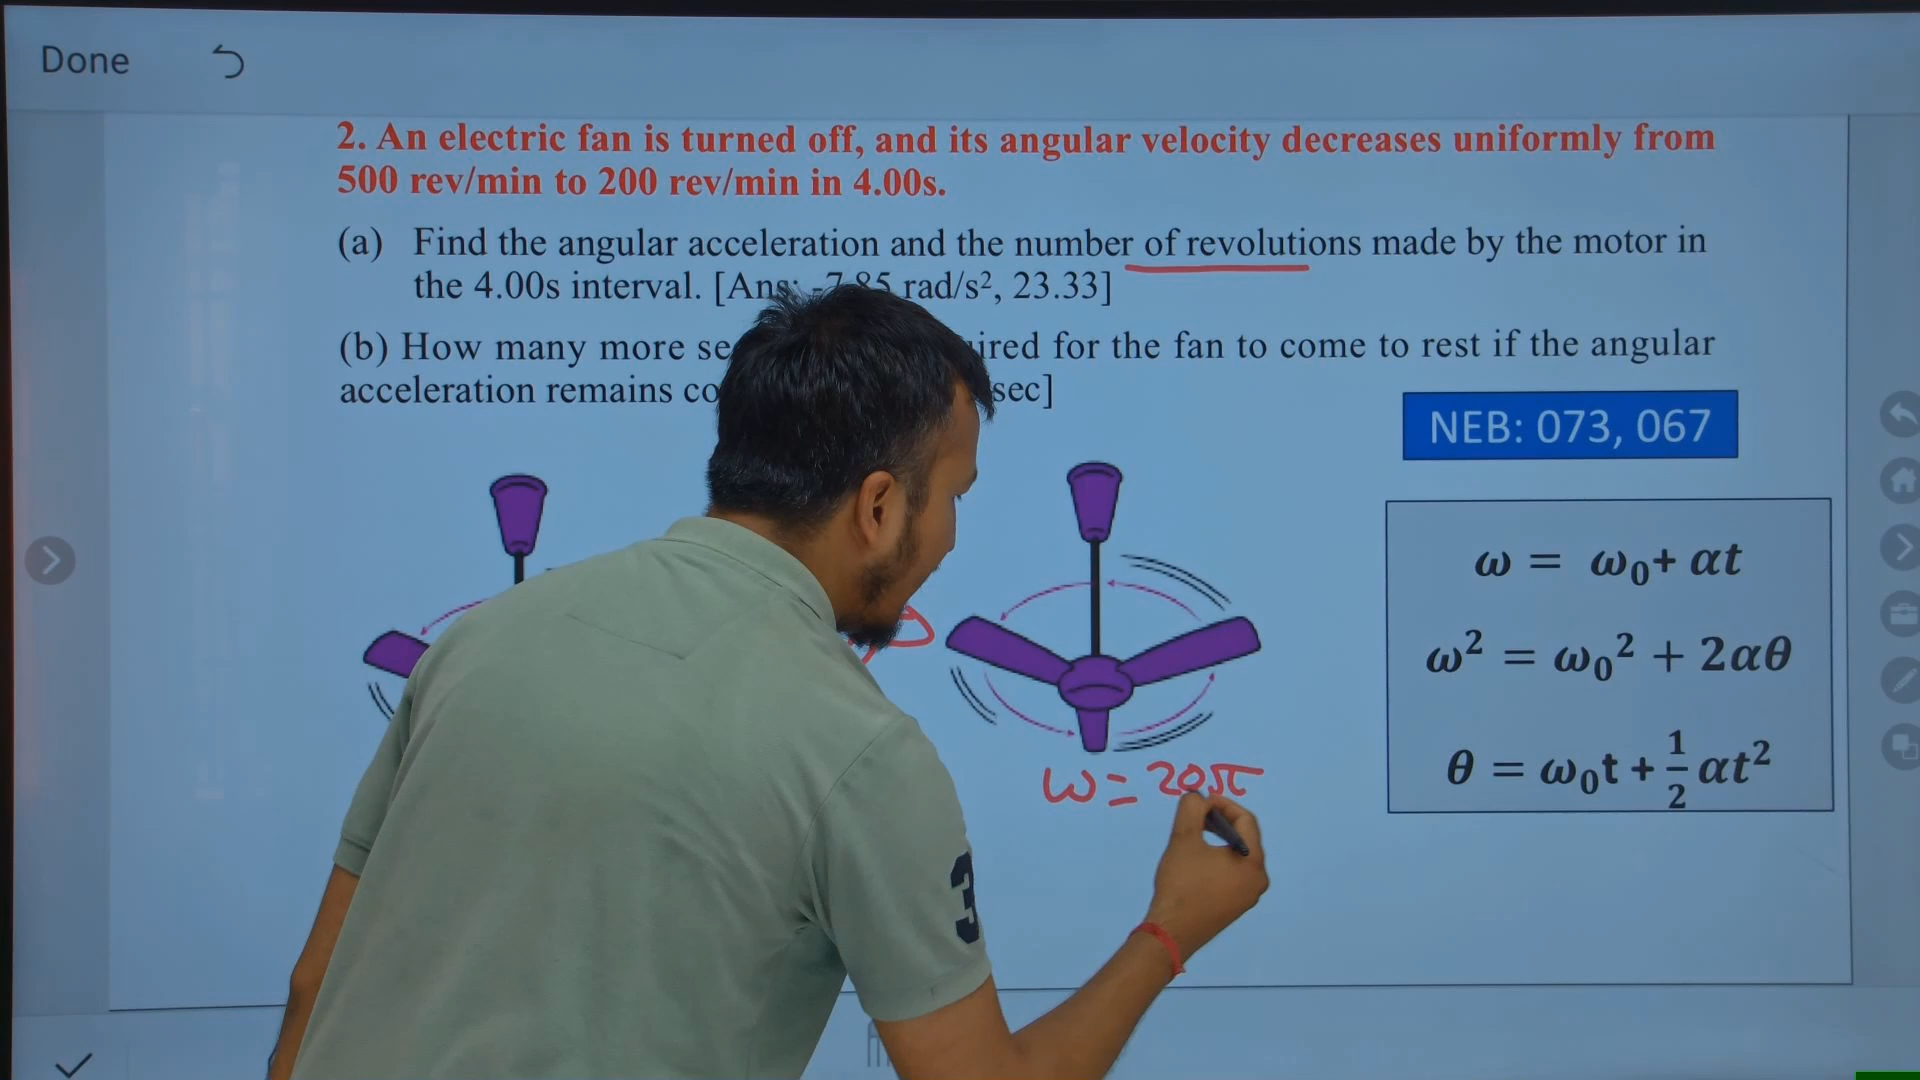 Done
2. An electric fan is turned off, and its angular velocity decreases uniformly from
500 rev/min to 200 rev/min in 4.00s.
(a) Find the angular acceleration and the number of revolutions made by the motor in
the 4.00s interval. [Ans: -7.85 rad/s², 23.33]
(b) How many more for the fan to come to rest if the angular
acceleration remains sec]
NEB: 073, 067
ω = ω₀+ αt
ω² = ω₀² + 2αθ
θ = ω₀t + 1/2 αt²
ω = 20π
3